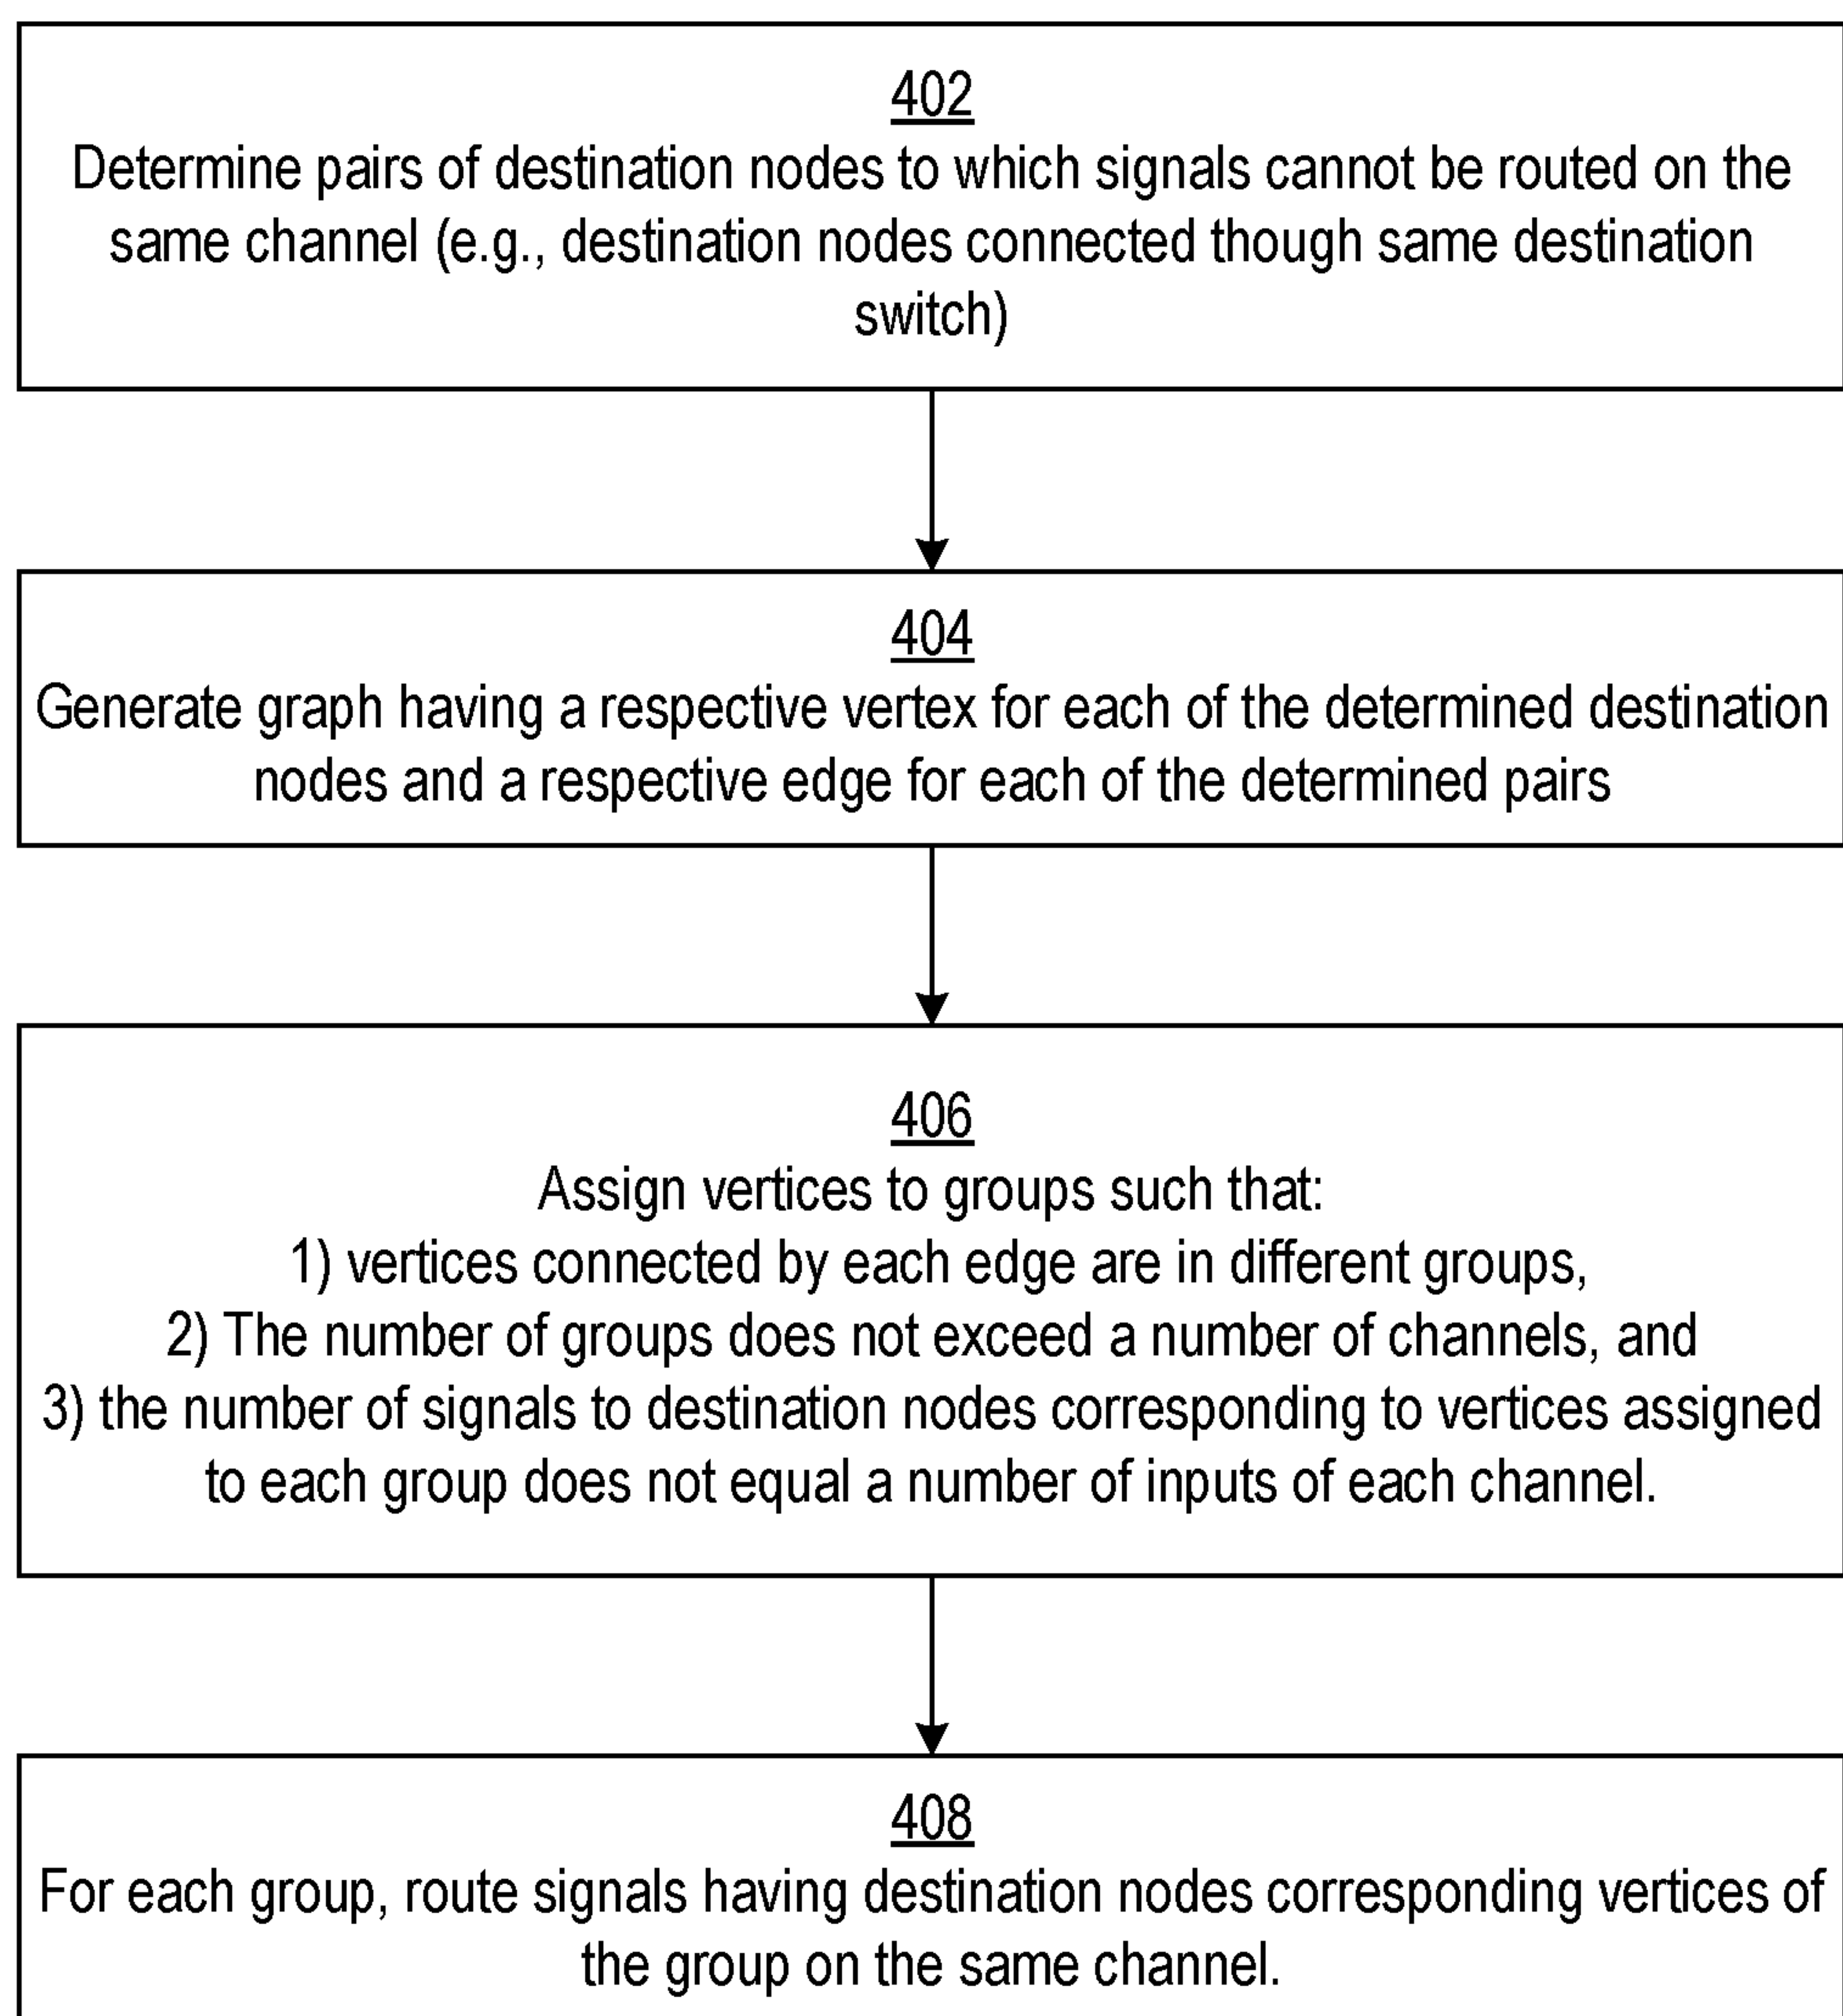 402
Determine pairs of destination nodes to which signals cannot be routed on the
same channel (e.g., destination nodes connected though same destination
switch)
404
Generate graph having a respective vertex for each of the determined destination
nodes and a respective edge for each of the determined pairs
406
Assign vertices to groups such that:
1) vertices connected by each edge are in different groups,
2) The number of groups does not exceed a number of channels, and
3) the number of signals to destination nodes corresponding to vertices assigned
to each group does not equal a number of inputs of each channel.
408
For each group, route signals having destination nodes corresponding vertices of
the group on the same channel.